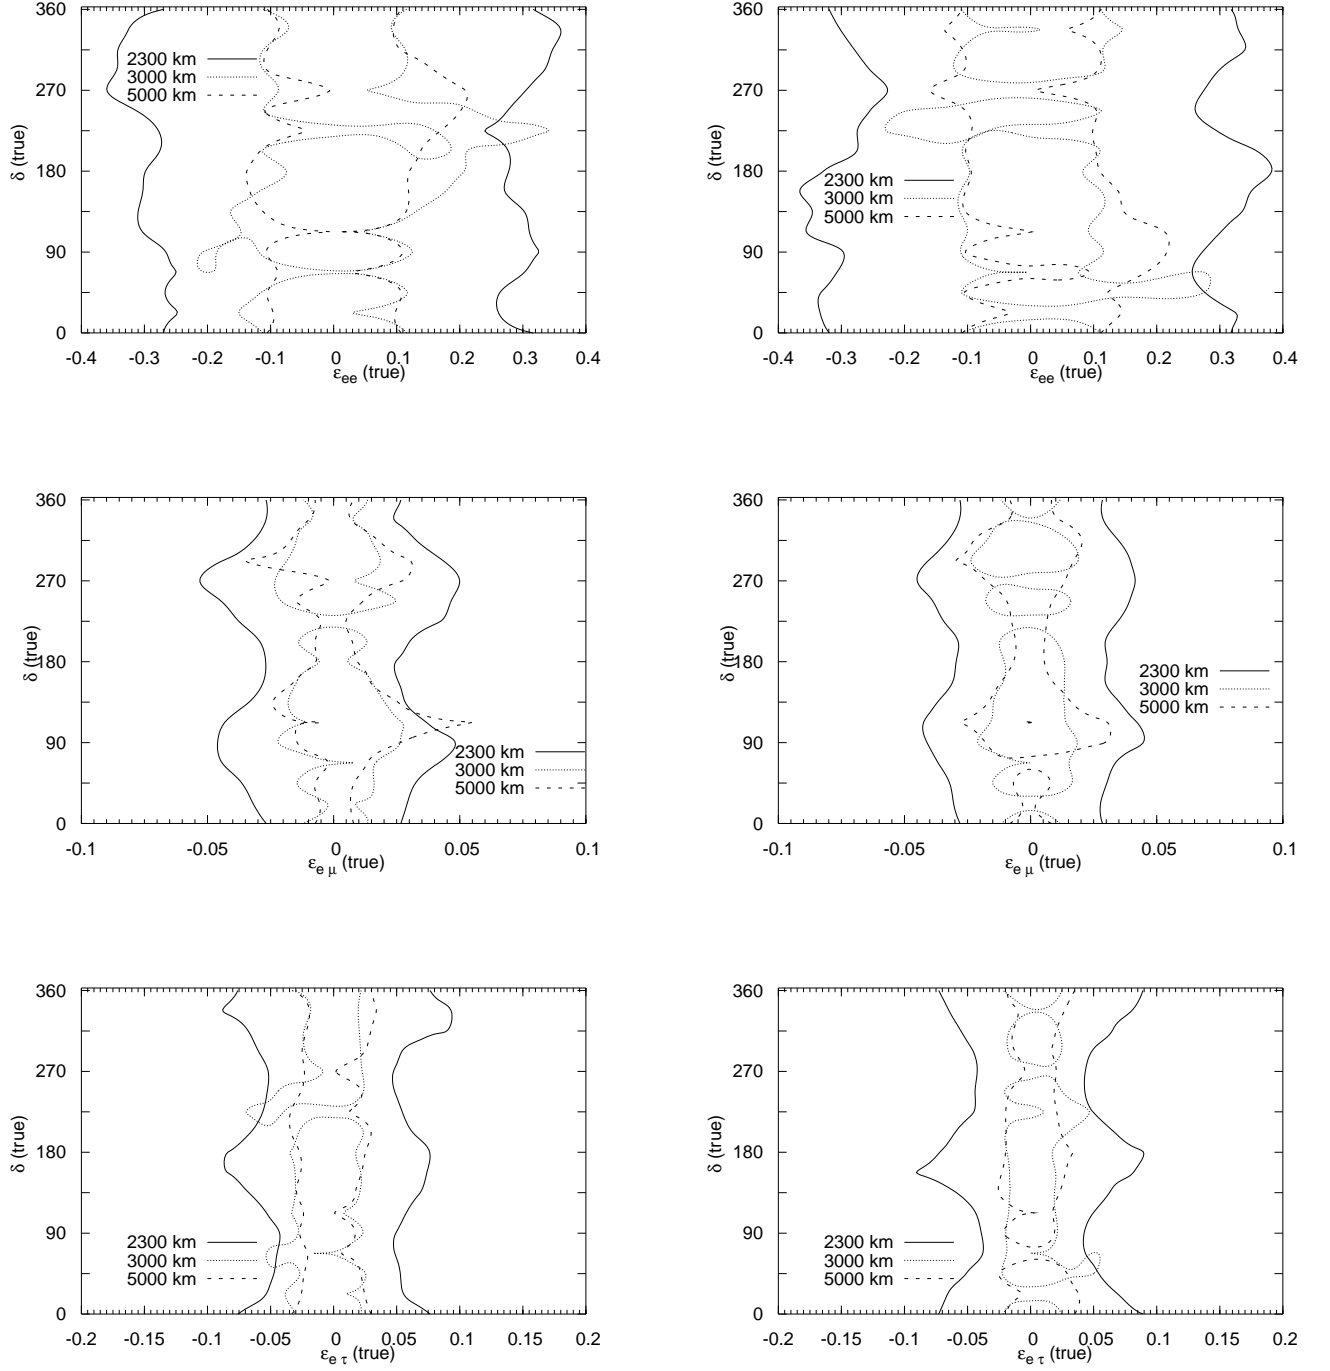 360
270
180
90
0
δ (true)
2300 km
3000 km
5000 km
-0.4 -0.3 -0.2 -0.1 0 0.1 0.2 0.3 0.4
εee (true)
360
270
180
90
0
δ (true)
2300 km
3000 km
5000 km
-0.4 -0.3 -0.2 -0.1 0 0.1 0.2 0.3 0.4
εee (true)
360
270
180
90
0
δ (true)
2300 km
3000 km
5000 km
-0.1 -0.05 0 0.05 0.1
εe μ (true)
360
270
180
90
0
δ (true)
2300 km
3000 km
5000 km
-0.1 -0.05 0 0.05 0.1
εe μ (true)
360
270
180
90
0
δ (true)
2300 km
3000 km
5000 km
-0.2 -0.15 -0.1 -0.05 0 0.05 0.1 0.15 0.2
εe τ (true)
360
270
180
90
0
δ (true)
2300 km
3000 km
5000 km
-0.2 -0.15 -0.1 -0.05 0 0.05 0.1 0.15 0.2
εe τ (true)